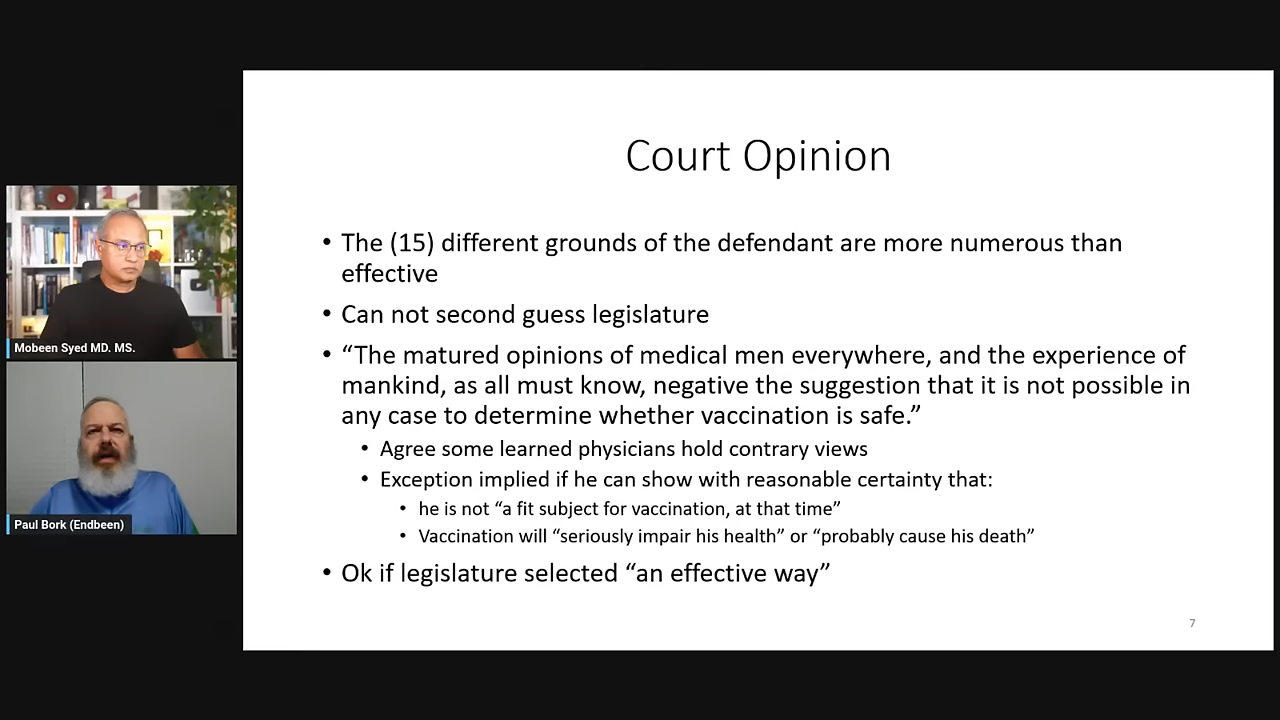 Court Opinion
• The (15) different grounds of the defendant are more numerous than
effective
• Can not second guess legislature
• “The matured opinions of medical men everywhere, and the experience of
mankind, as all must know, negative the suggestion that it is not possible in
any case to determine whether vaccination is safe.”
• Agree some learned physicians hold contrary views
• Exception implied if he can show with reasonable certainty that:
• he is not “a fit subject for vaccination, at that time”
• Vaccination will “seriously impair his health” or “probably cause his death”
• Ok if legislature selected “an effective way”
7
Mobeen Syed MD. MS.
Paul Bork (Endbeen)